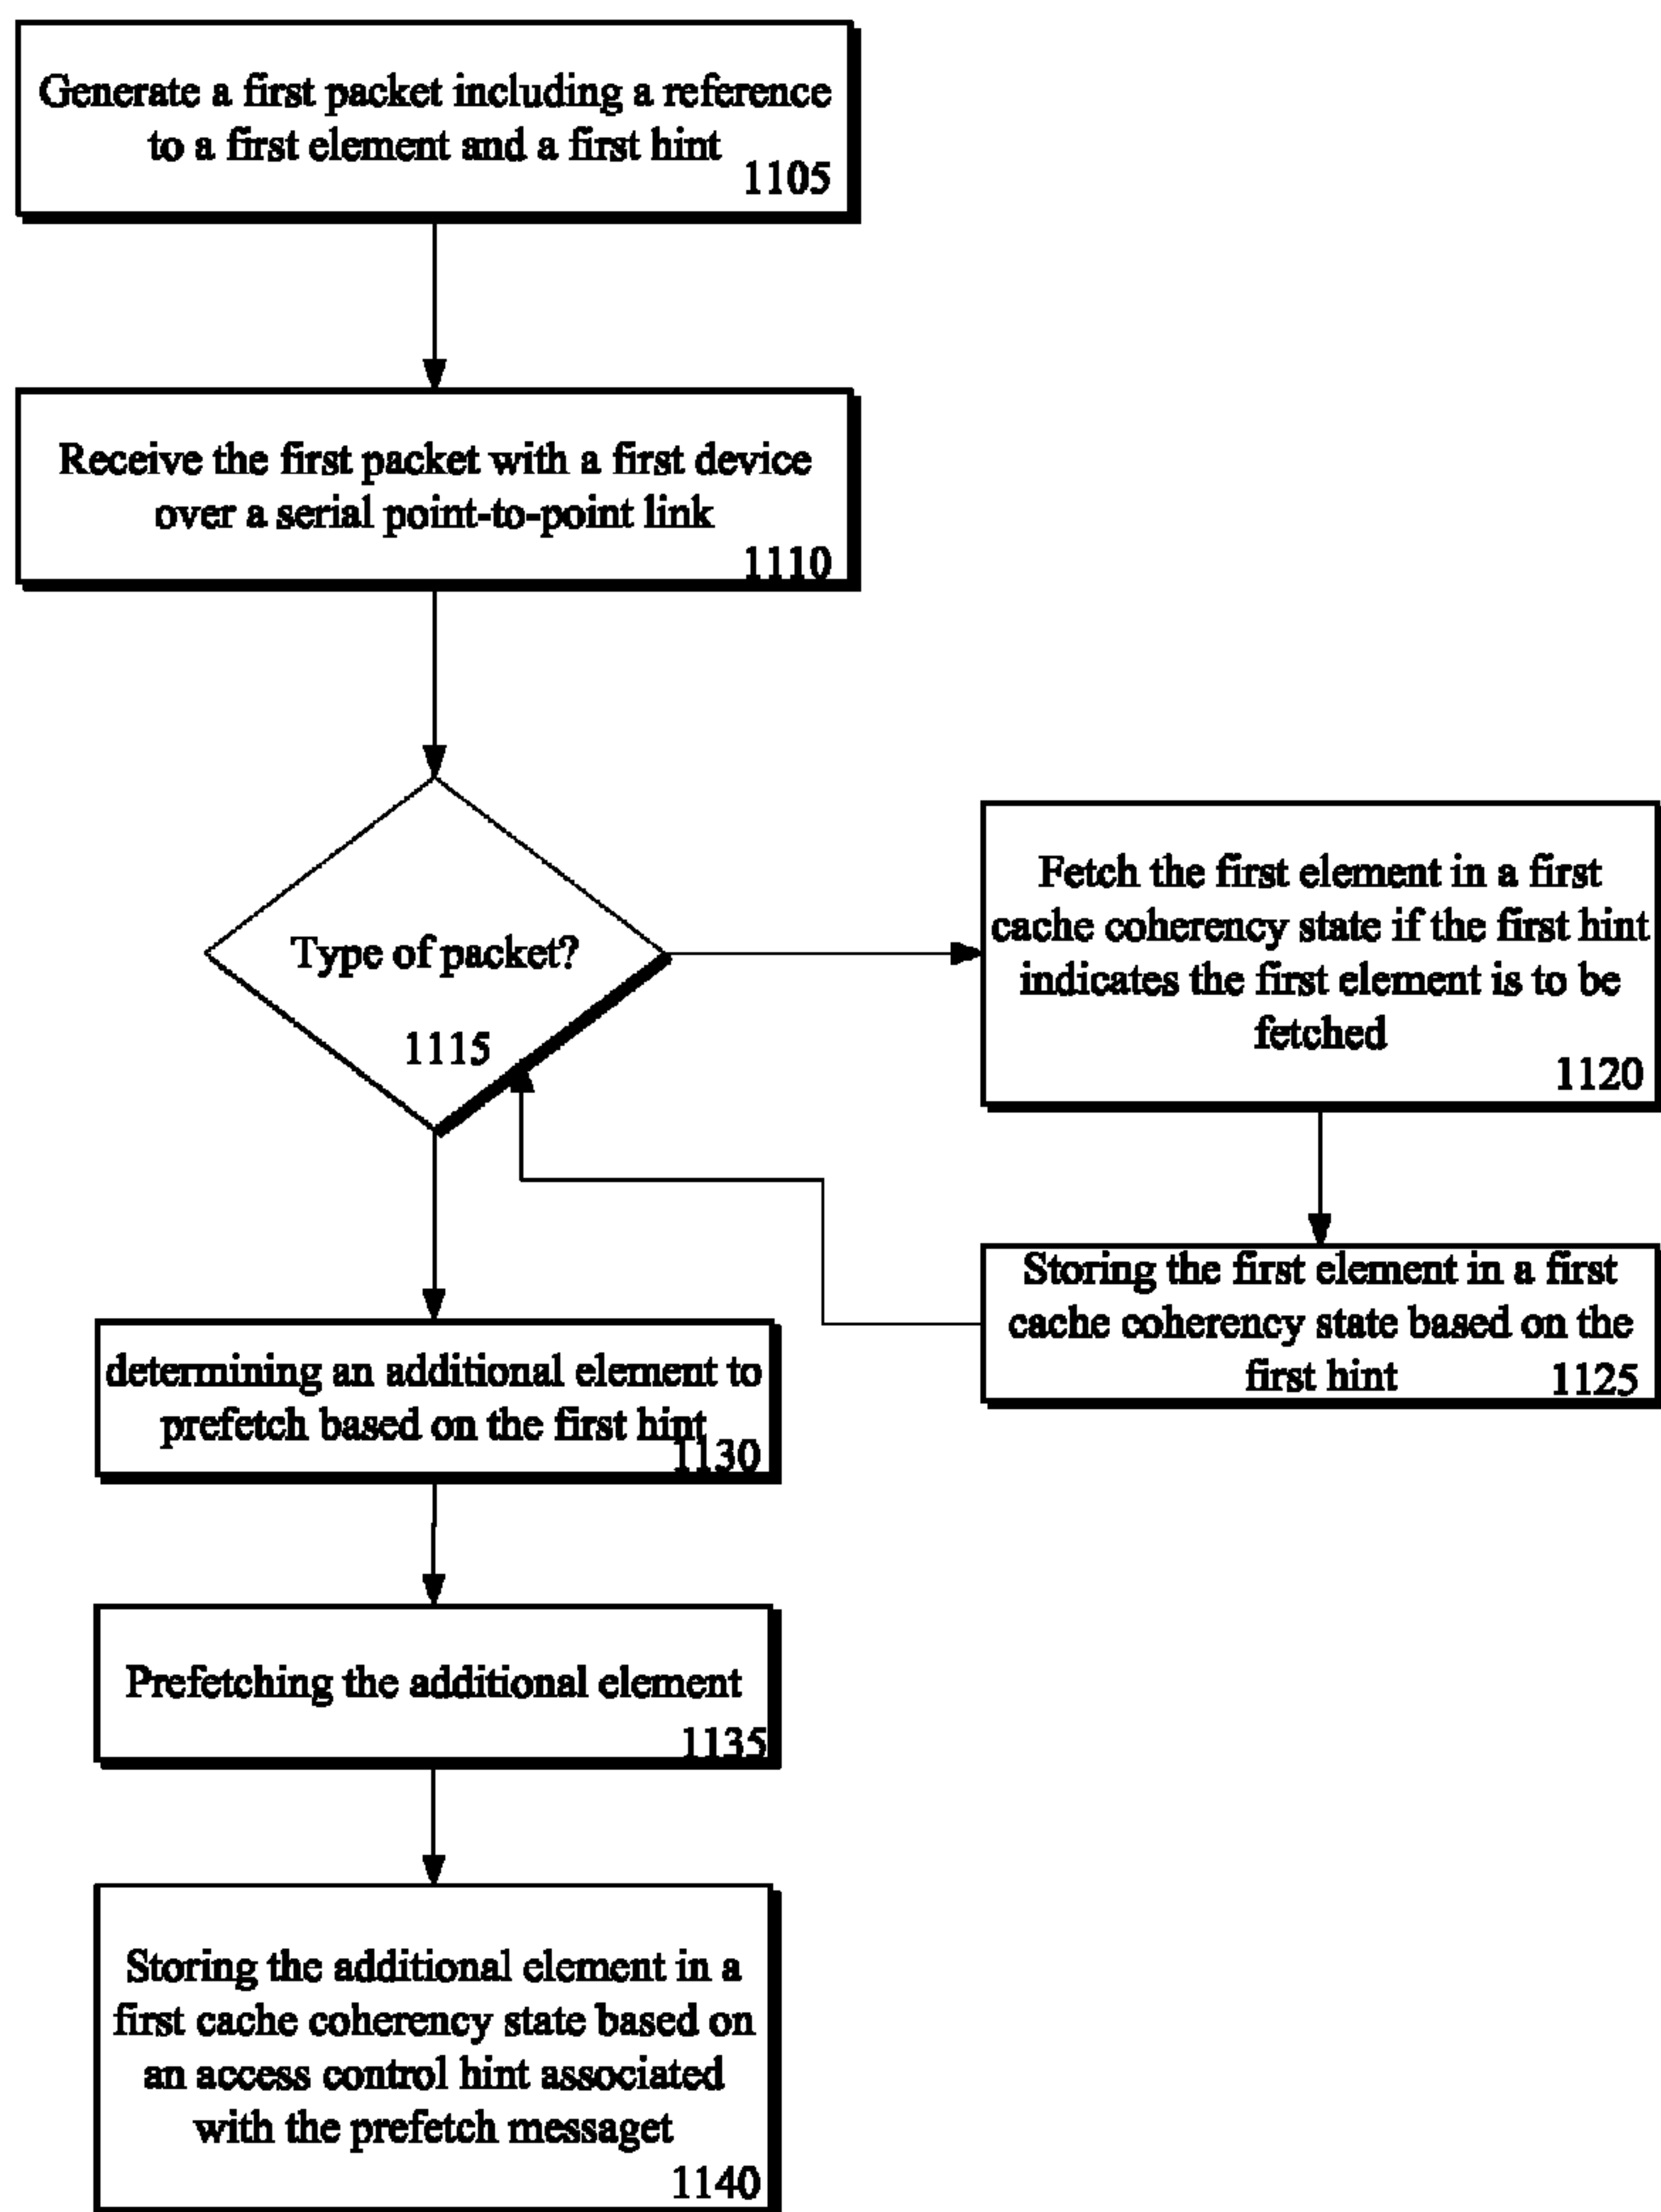 Generate a first packet including a reference
to a first element and a first hint
1105
Receive the first packet with a first device
over a serial point-to-point link
1110
Type of packet?
1115
Fetch the first element in a first
cache coherency state if the first hint
indicates the first element is to be
fetched
1120
Storing the first element in a first
cache coherency state based on the
first hint
1125
determining an additional element to
prefetch based on the first hint
1130
Prefetching the additional element
1135
Storing the additional element in a
first cache coherency state based on
an access control hint associated
with the prefetch messaget
1140